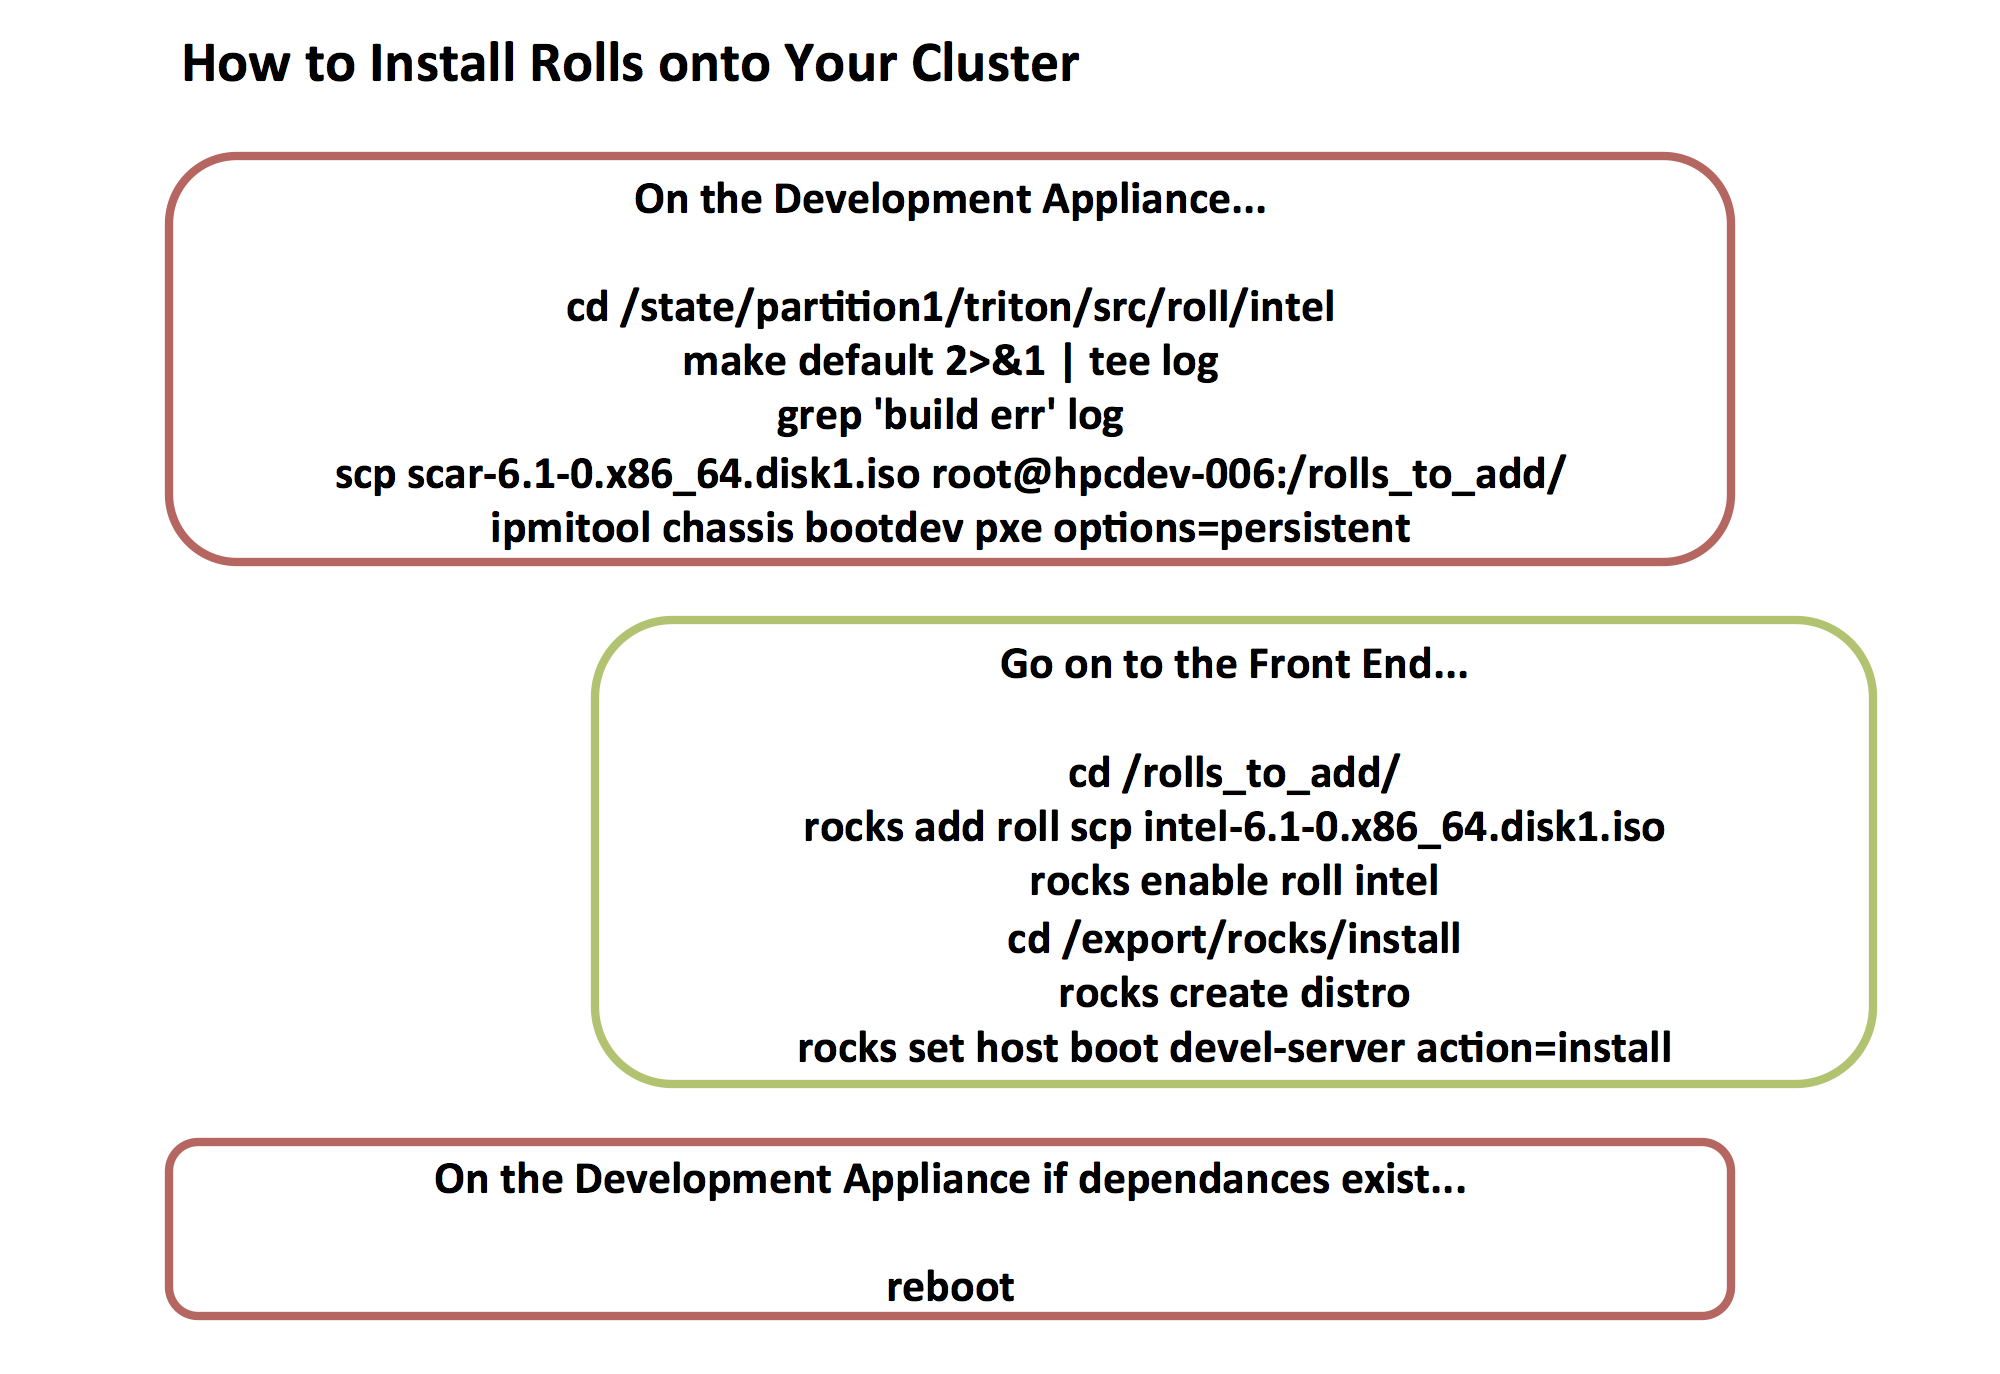 How to Install Rolls onto Your Cluster
On the Development Appliance...
cd /state/partition1/triton/src/roll/intel
make default 2>&1 | tee log
grep 'build err' log
scp scar-6.1-0.x86_64.disk1.iso root@hpcdev-006:/rolls_to_add/
ipmitool chassis bootdev pxe options=persistent
Go on to the Front End...
cd /rolls_to_add/
rocks add roll scp intel-6.1-0.x86_64.disk1.iso
rocks enable roll intel
cd /export/rocks/install
rocks create distro
rocks set host boot devel-server action=install
On the Development Appliance if dependances exist...
reboot